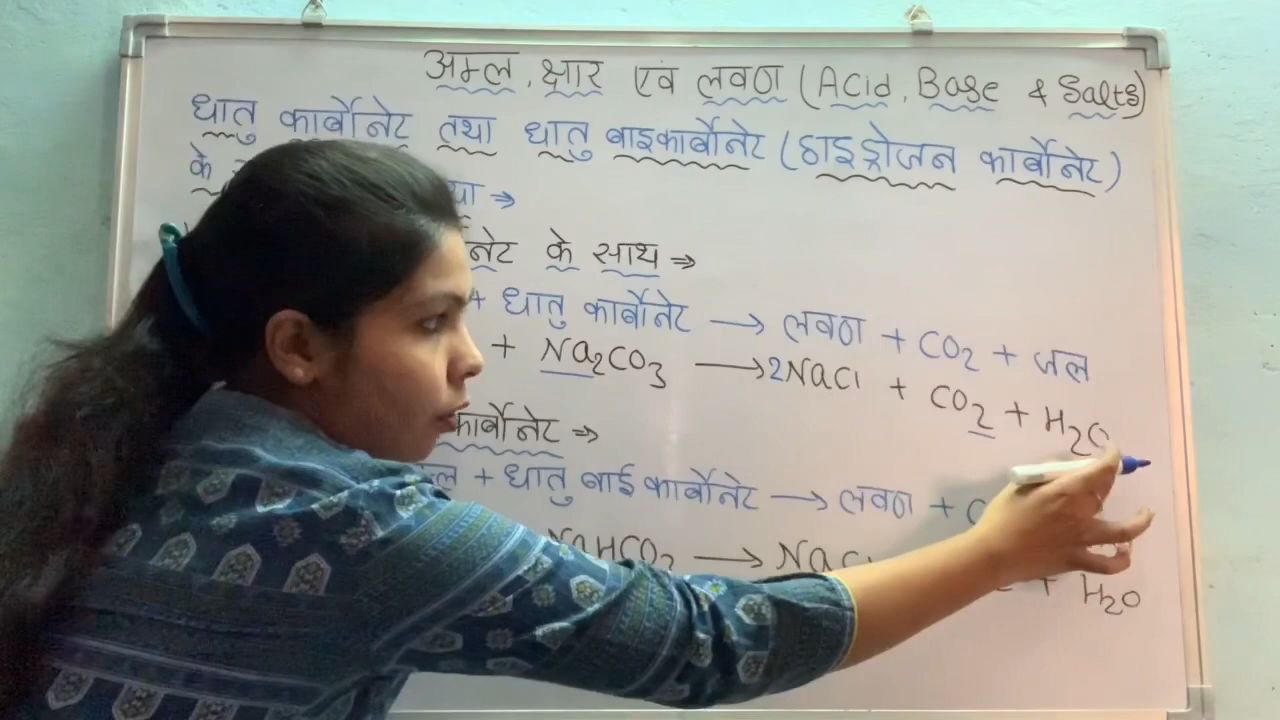 अम्ल, क्षार एवं लवण (Acid, Base & Salts)
धातु कार्बोनेट तथा धातु बाइकार्बोनेट (हाइड्रोजन कार्बोनेट)
के
के साथ ⇒
+ धातु कार्बोनेट → लवण + CO2 + जल
+ Na2CO3 → 2NaCl + CO2 + H2O
कार्बोनेट ⇒
+ धातु बाई कार्बोनेट → लवण +
NaHCO3 → NaCl + H2O